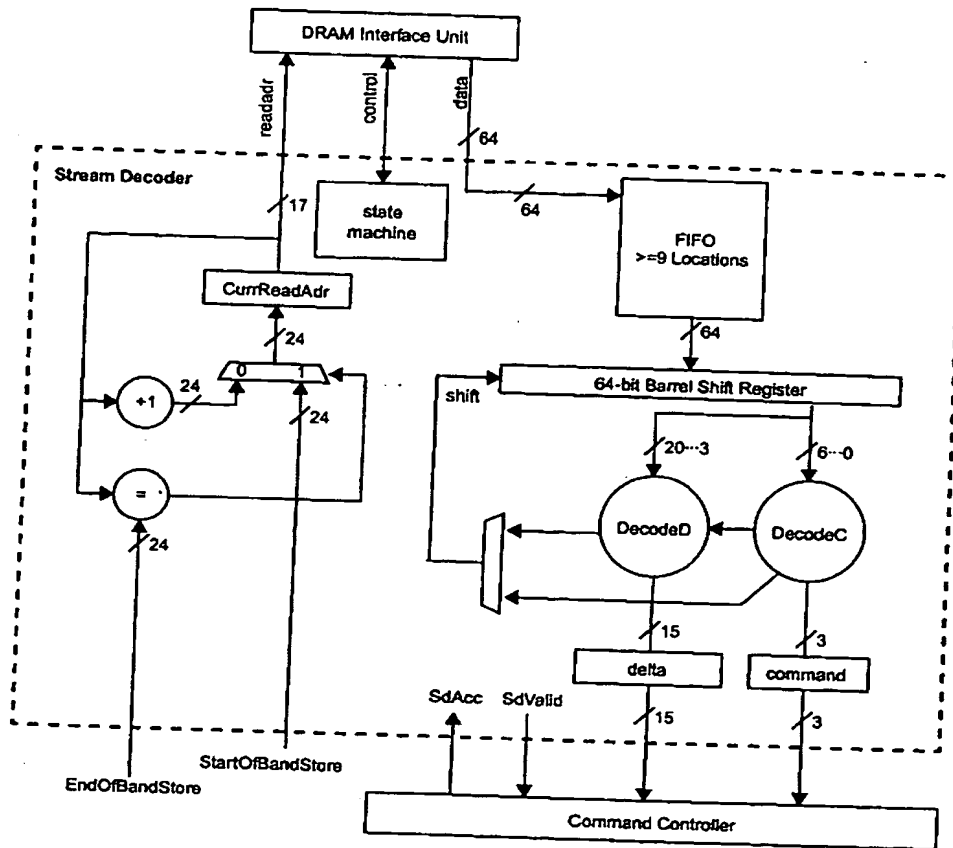 DRAM Interface Unit
readadr
control
data
64
Stream Decoder
17
state
machine
64
FIFO
>=9 Locations
CurrReadAdr
24
64
0 1
64-bit Barrel Shift Register
shift
+1
24
24
20...3
6...0
=
DecodeD
DecodeC
24
15
3
delta
command
SdAcc
SdValid
15
3
StartOfBandStore
EndOfBandStore
Command Controller